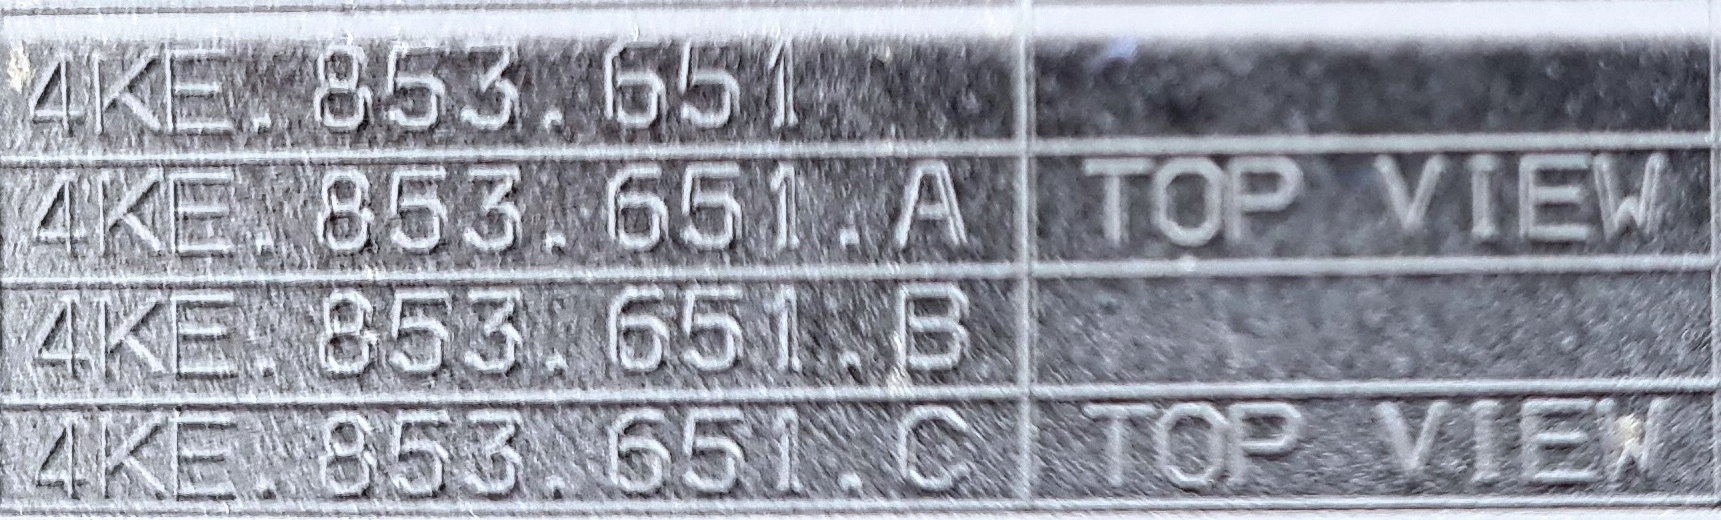 4KE.853.651
4KE.853.651.A TOP VIEW
4KE.853.651.B
4KE.853.651.C TOP VIEW